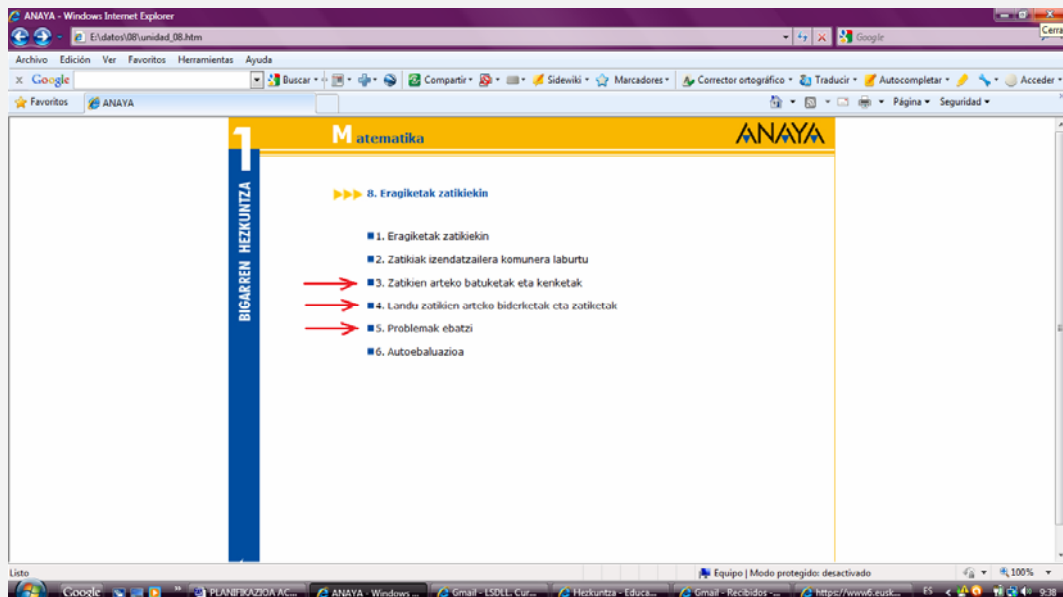 ANAYA - Windows Internet Explorer
Cerra
E:\datos\08\unidad_08.htm
Google
Archivo Edición Ver Favoritos Herramientas Ayuda
x Google Buscar Compartir Sidewiki Marcadores Corrector ortográfico Traducir Autocompletar Acceder
Favoritos ANAYA Página Seguridad
1 Matematika ANAYA
BIGARREN HEZKUNTZA
8. Eragiketak zatikiekin
1. Eragiketak zatikiekin
2. Zatikiak izendatzailera komunera laburtu
3. Zatikien arteko batuketak eta kenketak
4. Landu zatikien arteko biderketak eta zatiketak
5. Problemak ebatzi
6. Autoebaluazioa
Listo Equipo | Modo protegido: desactivado 100%
Google PLANIFIKAZIOA AC... ANAYA - Windows ... Gmail - LSDLL. Cur... Hezkuntza - Educa... Gmail - Recibidos -... https://www6.eusk... ES 9:38